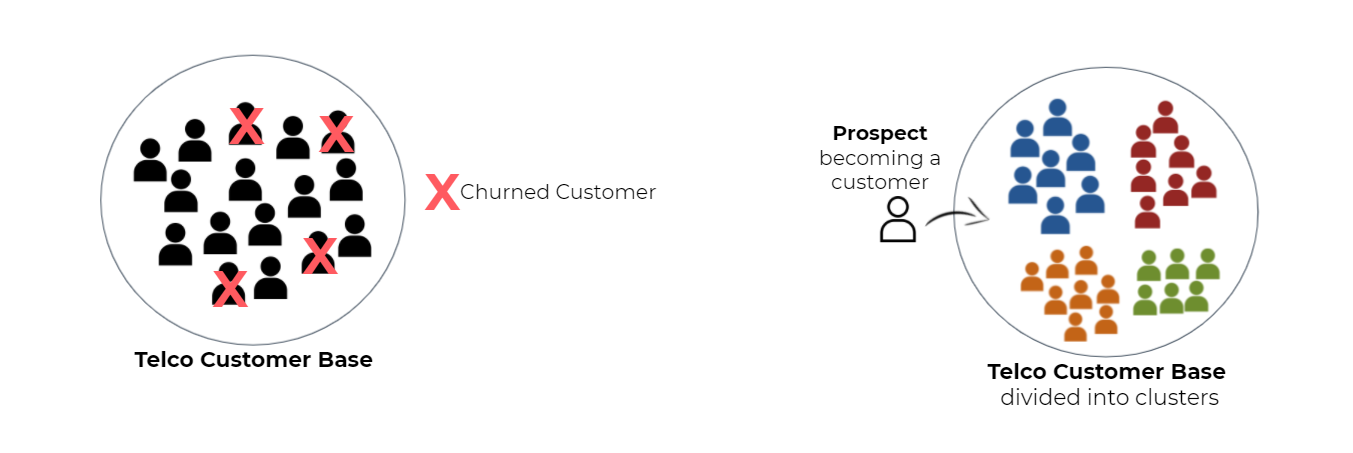 X Churned Customer
Telco Customer Base
Prospect
becoming a
customer
Telco Customer Base
divided into clusters